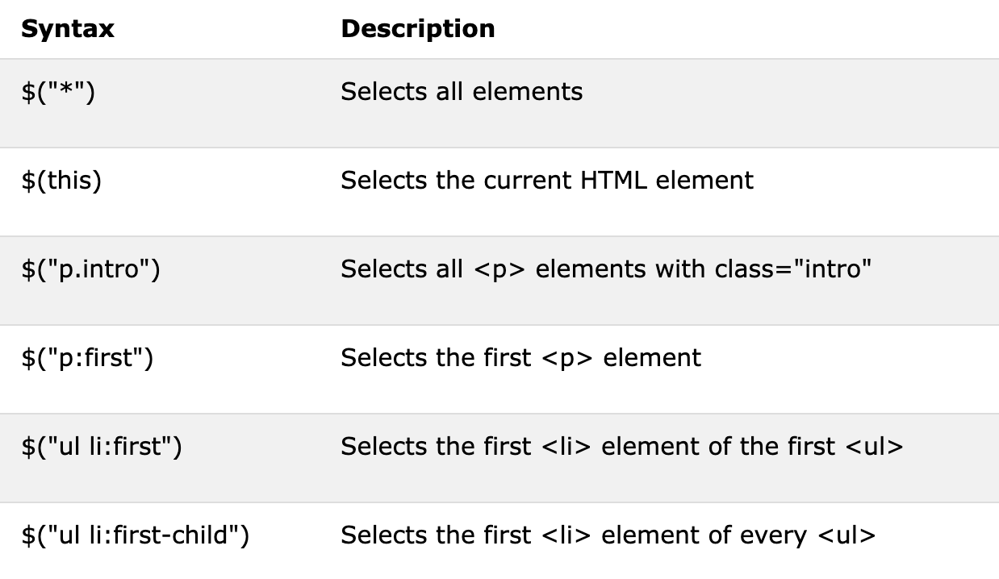 Syntax Description
$("*") Selects all elements
$(this) Selects the current HTML element
$("p.intro") Selects all <p> elements with class="intro"
$("p:first") Selects the first <p> element
$("ul li:first") Selects the first <li> element of the first <ul>
$("ul li:first-child") Selects the first <li> element of every <ul>